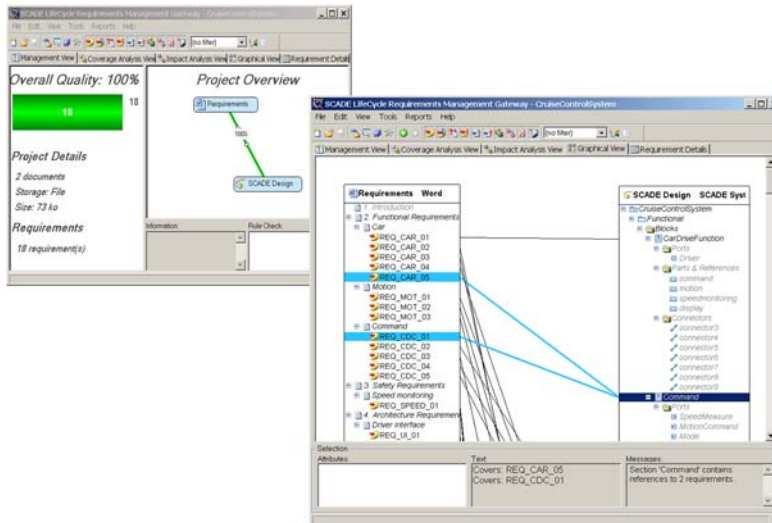 SCADE LifeCycle Requirements Management Gateway - CruiseControlSystem
File Edit View Tools Reports Help
(no filter)
Management View Coverage Analysis View Impact Analysis View Graphical View Requirement Details
Overall Quality: 100%
18
18
Project Details
2 documents
Storage: File
Size: 73 ko
Requirements
18 requirement(s)
Project Overview
Requirements
100%
SCADE Design
Information:
Rule Check:
SCADE LifeCycle Requirements Management Gateway - CruiseControlSystem
File Edit View Tools Reports Help
(no filter)
Management View Coverage Analysis View Impact Analysis View Graphical View Requirement Details
Requirements Word
1. Introduction
2. Functional Requirements
Car
REQ_CAR_01
REQ_CAR_02
REQ_CAR_03
REQ_CAR_04
REQ_CAR_05
Motion
REQ_MOT_01
REQ_MOT_02
REQ_MOT_03
Command
REQ_CDC_01
REQ_CDC_02
REQ_CDC_03
REQ_CDC_04
REQ_CDC_05
3. Safety Requirements
Speed monitoring
REQ_SPEED_01
4. Architecture Requirement
Driver interface
REQ_UI_01
SCADE Design SCADE Syst
CruiseControlSystem
Functional
Blocks
CarDriveFunction
Ports
Driver
Parts & References
command
motion
speedmonitoring
display
Connectors
connector3
connector4
connector5
connector6
connector7
connector8
connector9
Command
Ports
SpeedMeasure
MotionCommand
Mode
Selection
Attributes:
Text:
Covers: REQ_CAR_05
Covers: REQ_CDC_01
Messages:
Section 'Command' contains
references to 2 requirements.